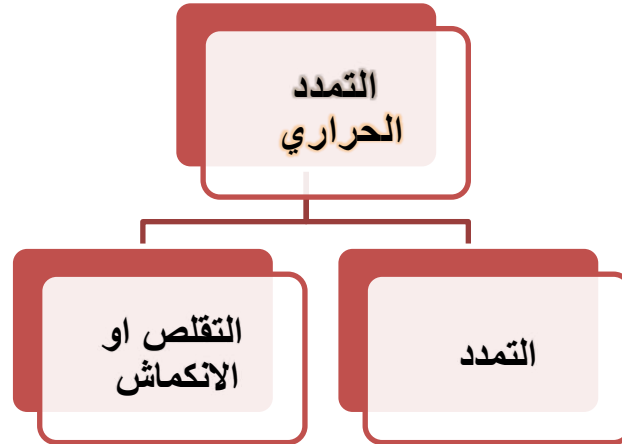 التمدد
الحراري
التمدد
التقلص او
الانكماش